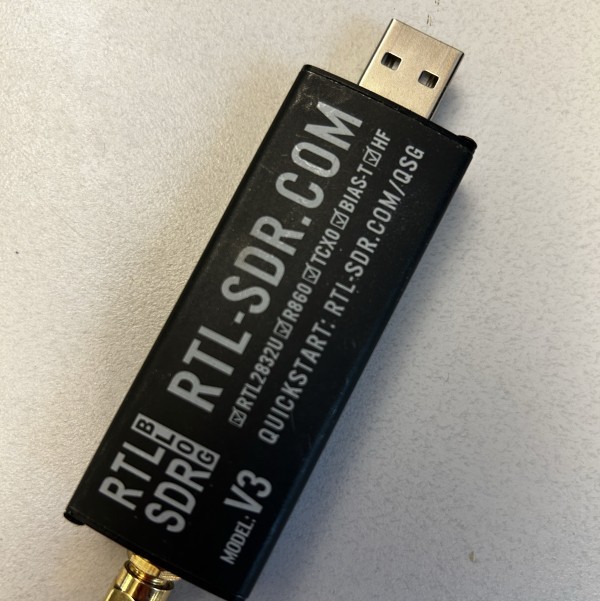 RTL-SDR.COM
☑RTL2832U ☑R860 ☑TCXO ☑BIAS-T ☑HF
QUICKSTART: RTL-SDR.COM/QSG
RTL BLOG
SDR
MODEL: V3